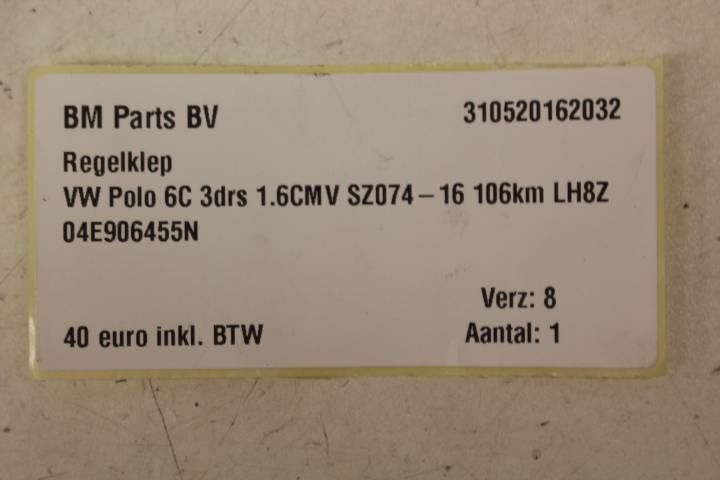 BM Parts BV 310520162032
Regelklep
VW Polo 6C 3drs 1.6CMV SZ074-16 106km LH8Z
04E906455N
Verz: 8
40 euro inkl. BTW Aantal: 1